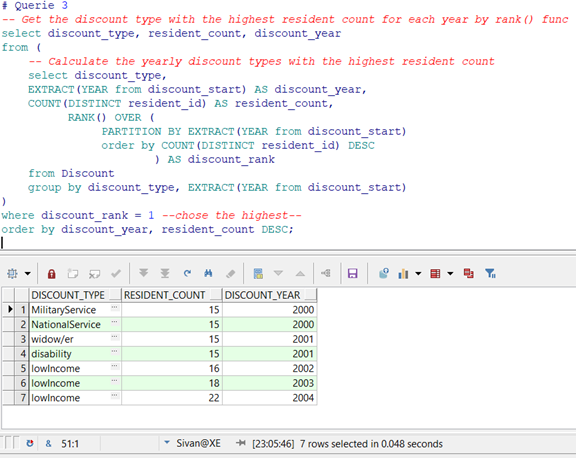 # Querie 3
-- Get the discount type with the highest resident count for each year by rank() func
select discount_type, resident_count, discount_year
from (
-- Calculate the yearly discount types with the highest resident count
select discount_type,
EXTRACT(YEAR from discount_start) AS discount_year,
COUNT(DISTINCT resident_id) AS resident_count,
RANK() OVER (
PARTITION BY EXTRACT(YEAR from discount_start)
order by COUNT(DISTINCT resident_id) DESC
) AS discount_rank
from Discount
group by discount_type, EXTRACT(YEAR from discount_start)
)
where discount_rank = 1 --chose the highest--
order by discount_year, resident_count DESC;
DISCOUNT_TYPE RESIDENT_COUNT DISCOUNT_YEAR
1 MilitaryService ... 15 2000
2 NationalService ... 15 2000
3 widow/er ... 15 2001
4 disability ... 15 2001
5 lowIncome ... 16 2002
6 lowIncome ... 18 2003
7 lowIncome ... 22 2004
& 51:1 Sivan@XE [23:05:46] 7 rows selected in 0.048 seconds